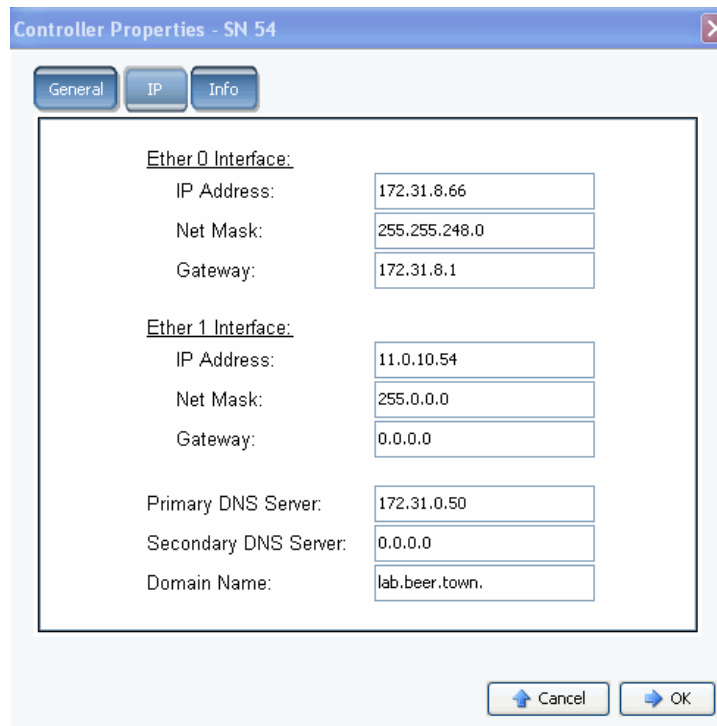 Controller Properties - SN 54
General IP Info
Ether 0 Interface:
IP Address: 172.31.8.66
Net Mask: 255.255.248.0
Gateway: 172.31.8.1
Ether 1 Interface:
IP Address: 11.0.10.54
Net Mask: 255.0.0.0
Gateway: 0.0.0.0
Primary DNS Server: 172.31.0.50
Secondary DNS Server: 0.0.0.0
Domain Name: lab.beer.town.
Cancel OK